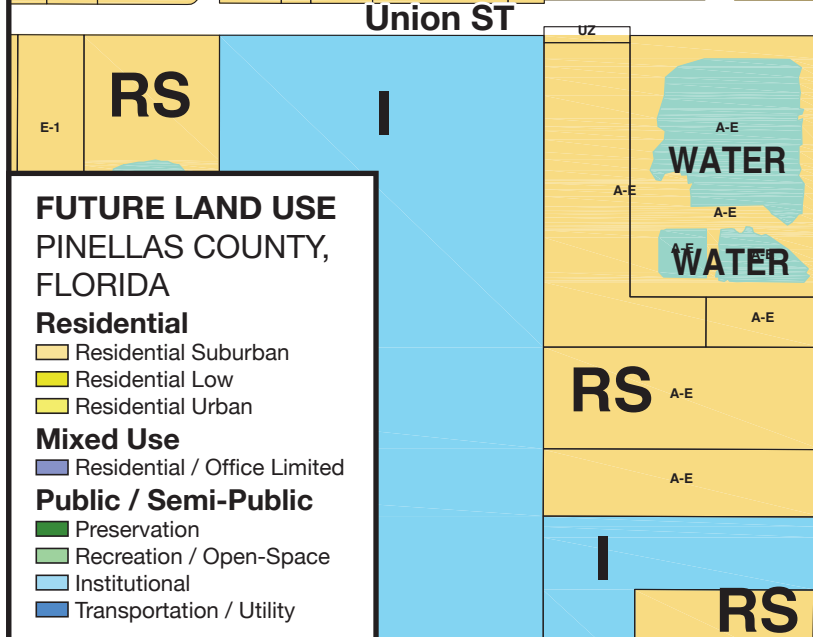 Union ST
UZ
RS
I
E-1
A-E
WATER
A-E
A-E
A-E
A-E
WATER
A-E
RS
A-E
A-E
I
RS
FUTURE LAND USE
PINELLAS COUNTY,
FLORIDA
Residential
Residential Suburban
Residential Low
Residential Urban
Mixed Use
Residential / Office Limited
Public / Semi-Public
Preservation
Recreation / Open-Space
Institutional
Transportation / Utility